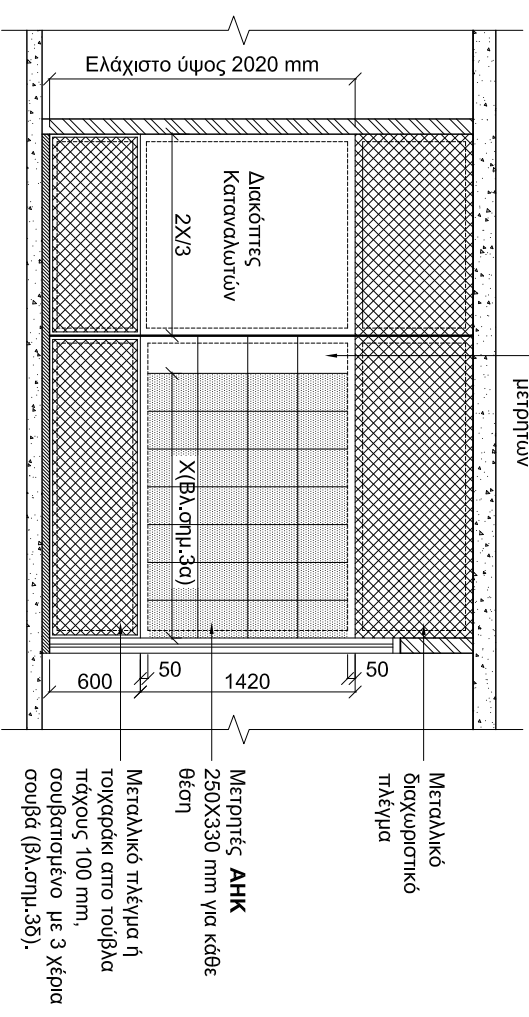 Ελάχιστο ύψος 2020 mm
Διακόπτες
Καταναλωτών
2Χ/3
μετρητών
Χ(Βλ.σημ.3α)
600
50
1420
50
Μεταλλικό
διαχωριστικό
πλέγμα
Μετρητές ΑΗΚ
250Χ330 mm για κάθε
θέση
Μεταλλικό πλέγμα ή
τοιχαράκι απο τούβλα
πάχους 100 mm,
σουβατισμένο με 3 χέρια
σουβά (βλ.σημ.3δ).